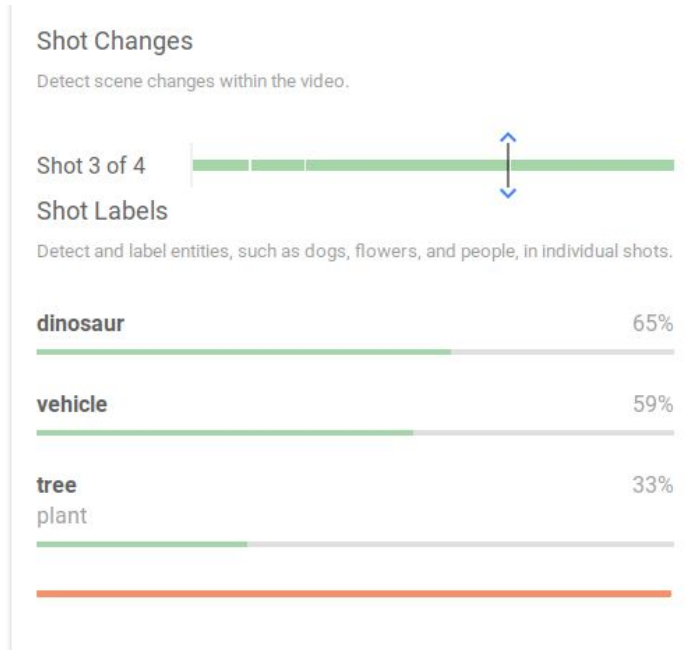 Shot Changes
Detect scene changes within the video.
Shot 3 of 4
Shot Labels
Detect and label entities, such as dogs, flowers, and people, in individual shots.
dinosaur 65%
vehicle 59%
tree 33%
plant